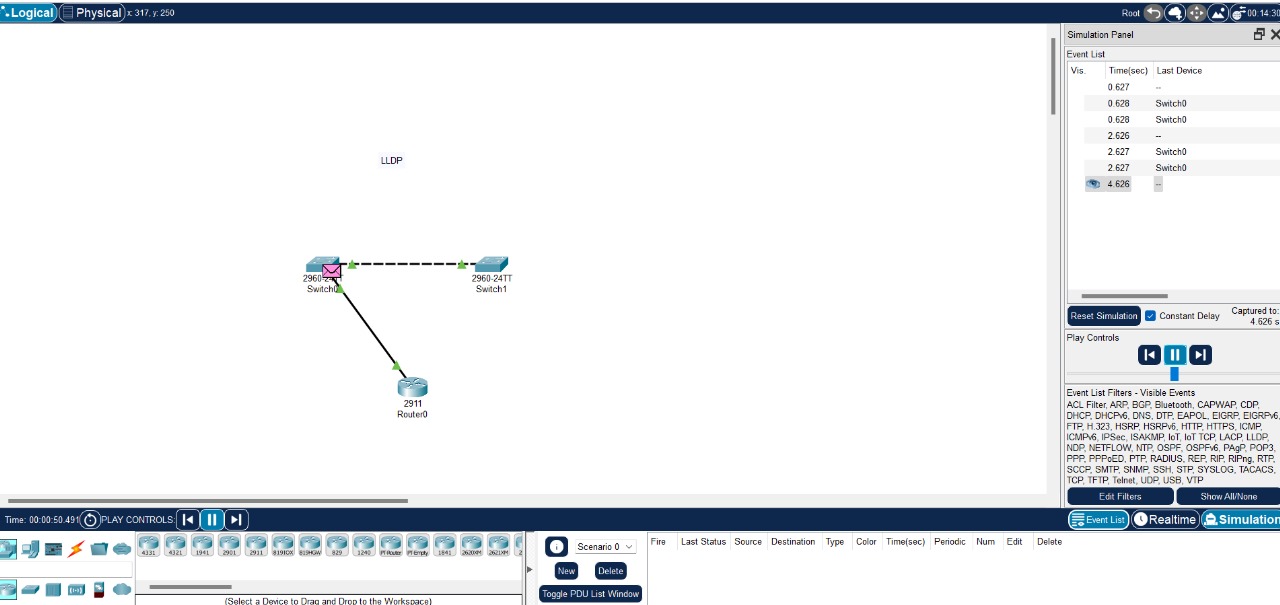 Logical Physical x: 317, y: 250 Root 00:14:30
Simulation Panel
Event List
Vis. Time(sec) Last Device
0.627 --
0.628 Switch0
0.628 Switch0
2.626 --
2.627 Switch0
2.627 Switch0
4.626 --
LLDP
2960-24TT
Switch0
2960-24TT
Switch1
2911
Router0
Reset Simulation Constant Delay Captured to:
4.626 s
Play Controls
Event List Filters - Visible Events
ACL Filter, ARP, BGP, Bluetooth, CAPWAP, CDP,
DHCP, DHCPv6, DNS, DTP, EAPOL, EIGRP, EIGRPv6,
FTP, H.323, HSRP, HSRPv6, HTTP, HTTPS, ICMP,
ICMPv6, IPSec, ISAKMP, IoT, IoT TCP, LACP, LLDP,
NDP, NETFLOW, NTP, OSPF, OSPFv6, PAgP, POP3,
PPP, PPPoED, PTP, RADIUS, REP, RIP, RIPng, RTP,
SCCP, SMTP, SNMP, SSH, STP, SYSLOG, TACACS,
TCP, TFTP, Telnet, UDP, USB, VTP
Edit Filters Show All/None
Time: 00:00:50.491 PLAY CONTROLS: Event List Realtime Simulation
4331 4321 1941 2901 2911 819IOX 819HGW 829 1240 PT-Router PT-Empty 1841 2620XM 2621XM 2
Scenario 0
New Delete
Toggle PDU List Window
Fire Last Status Source Destination Type Color Time(sec) Periodic Num Edit Delete
(Select a Device to Drag and Drop to the Workspace)